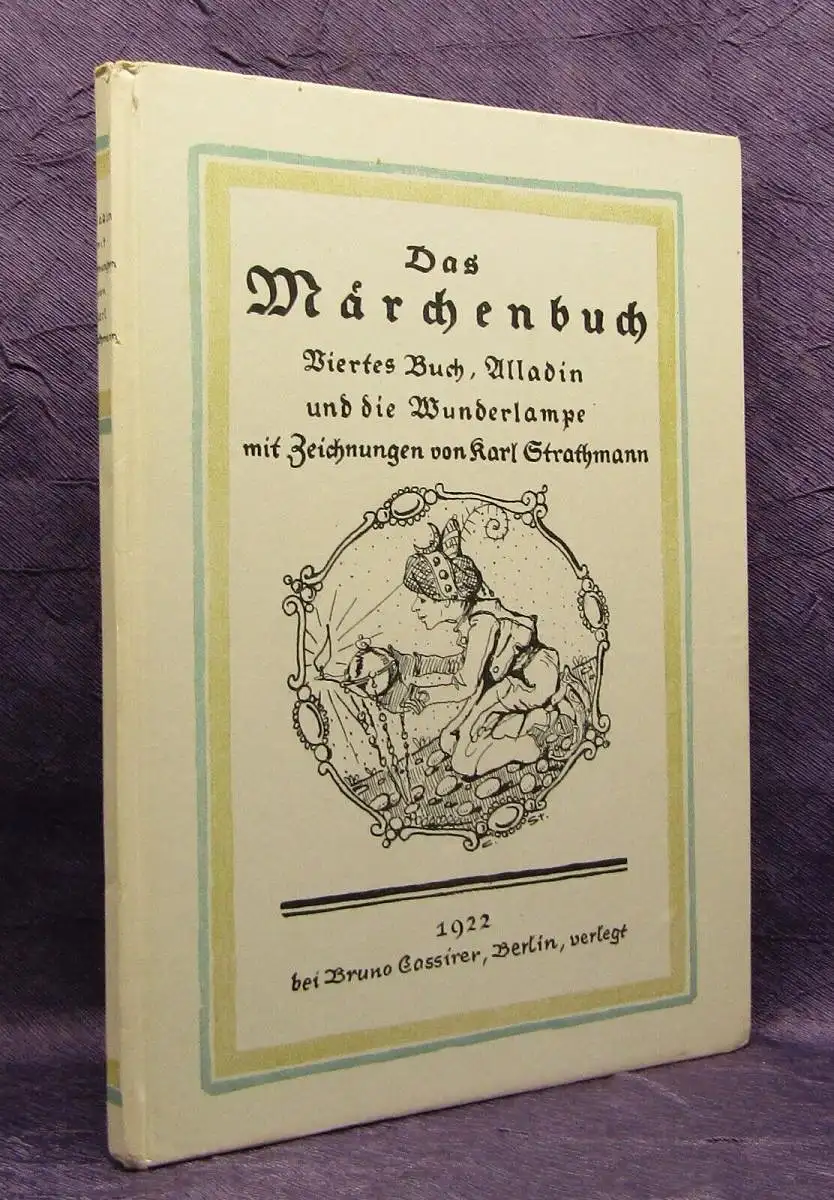 Das
Märchenbuch
Viertes Buch, Alladin
und die Wunderlampe
mit Zeichnungen von Karl Strathmann
C. St.
1922
bei Bruno Cassirer, Berlin, verlegt